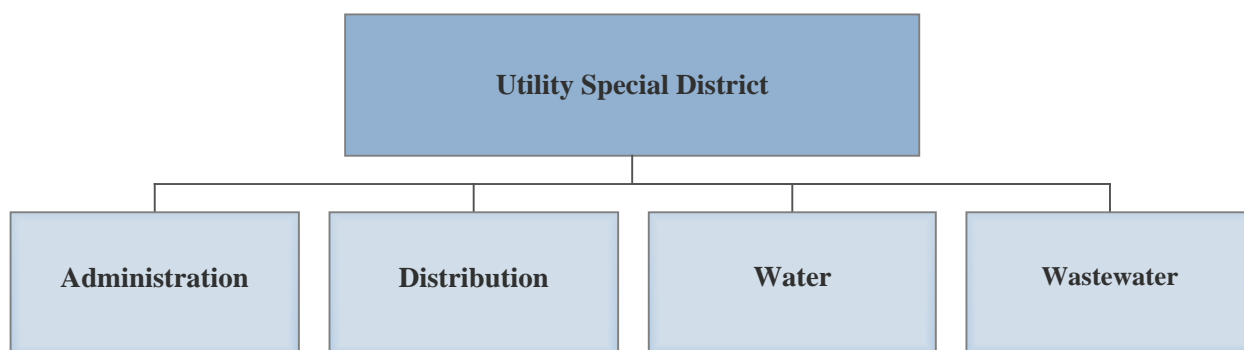 Utility Special District
Administration
Distribution
Water
Wastewater